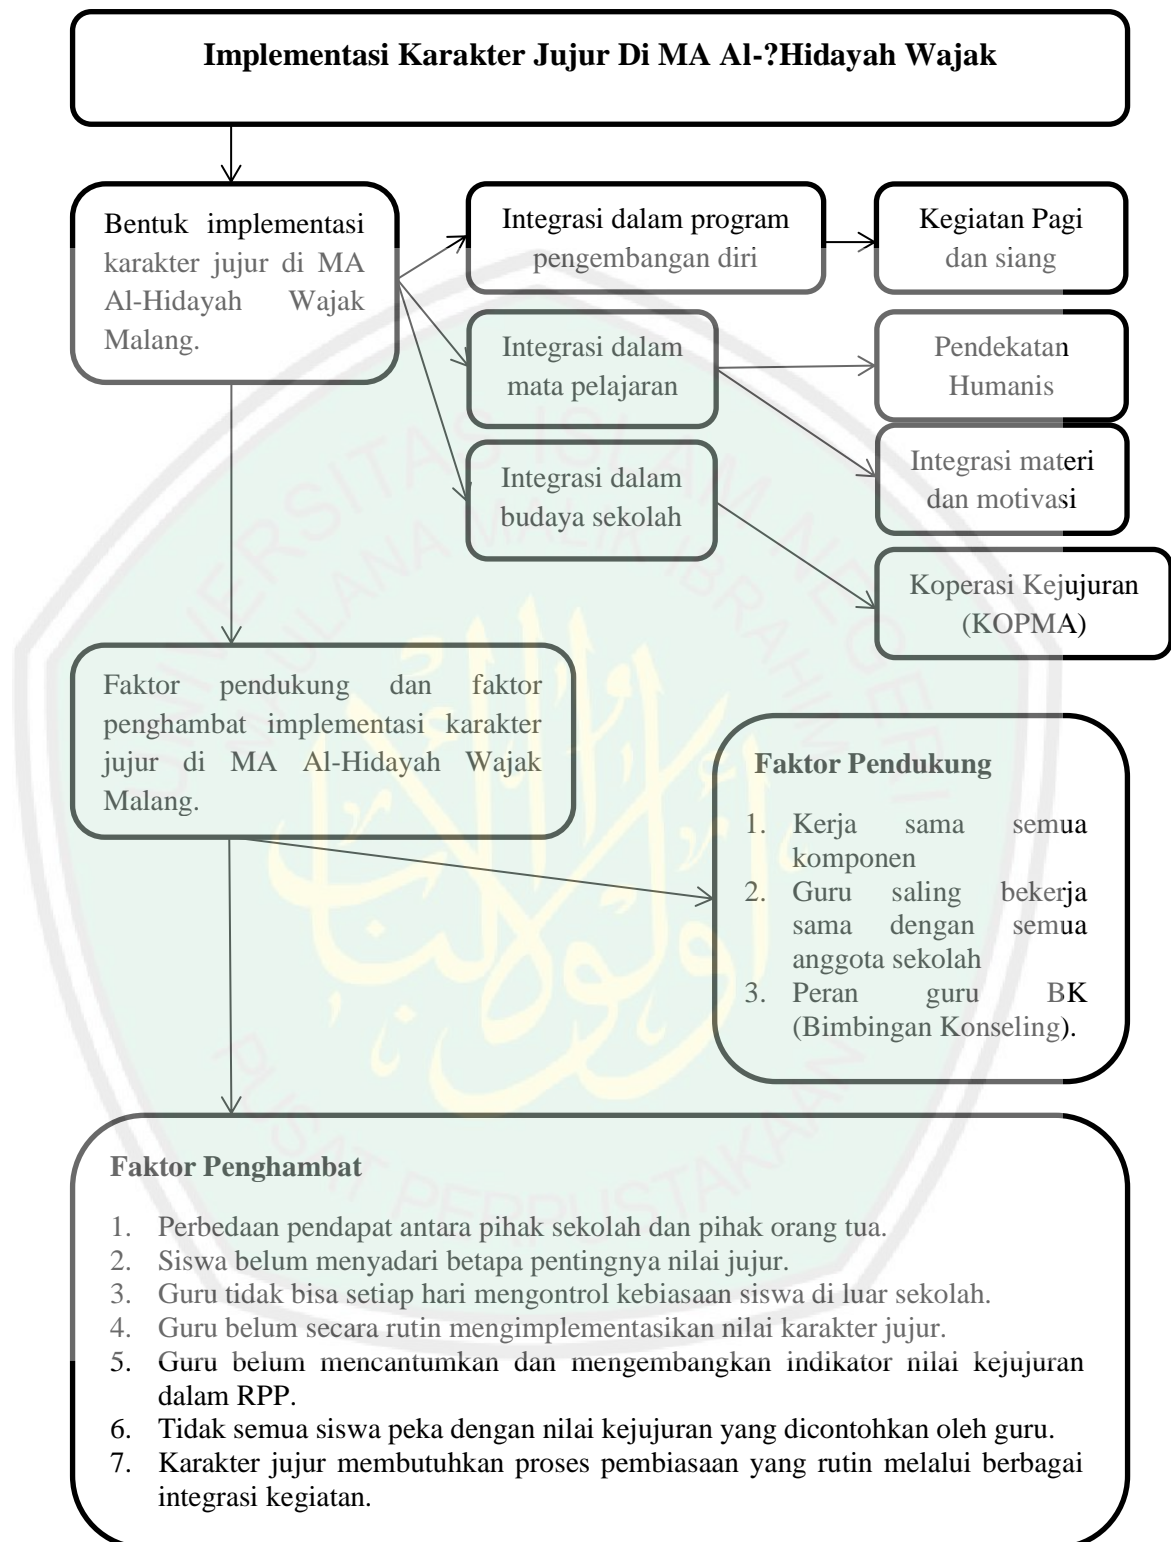 Implementasi Karakter Jujur Di MA Al-?Hidayah Wajak
Bentuk implementasi
karakter jujur di MA
Al-Hidayah Wajak
Malang.
Integrasi dalam program
pengembangan diri
Kegiatan Pagi
dan siang
Integrasi dalam
mata pelajaran
Pendekatan
Humanis
Integrasi materi
dan motivasi
Integrasi dalam
budaya sekolah
Koperasi Kejujuran
(KOPMA)
Faktor pendukung dan faktor
penghambat implementasi karakter
jujur di MA Al-Hidayah Wajak
Malang.
Faktor Pendukung
1. Kerja sama semua
komponen
2. Guru saling bekerja
sama dengan semua
anggota sekolah
3. Peran guru BK
(Bimbingan Konseling).
Faktor Penghambat
1. Perbedaan pendapat antara pihak sekolah dan pihak orang tua.
2. Siswa belum menyadari betapa pentingnya nilai jujur.
3. Guru tidak bisa setiap hari mengontrol kebiasaan siswa di luar sekolah.
4. Guru belum secara rutin mengimplementasikan nilai karakter jujur.
5. Guru belum mencantumkan dan mengembangkan indikator nilai kejujuran
dalam RPP.
6. Tidak semua siswa peka dengan nilai kejujuran yang dicontohkan oleh guru.
7. Karakter jujur membutuhkan proses pembiasaan yang rutin melalui berbagai
integrasi kegiatan.
UNIVERSITAS ISLAM NEGERI
MAULANA MALIK IBRAHIM
PUSAT PERPUSTAKAAN